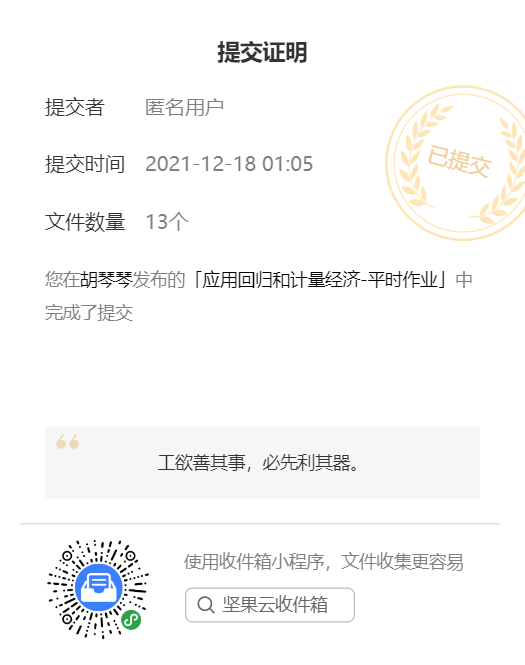 提交证明
提交者 匿名用户
已提交
提交时间 2021-12-18 01:05
文件数量 13个
您在胡琴琴发布的「应用回归和计量经济-平时作业」中
完成了提交
工欲善其事，必先利其器。
使用收件箱小程序，文件收集更容易
坚果云收件箱